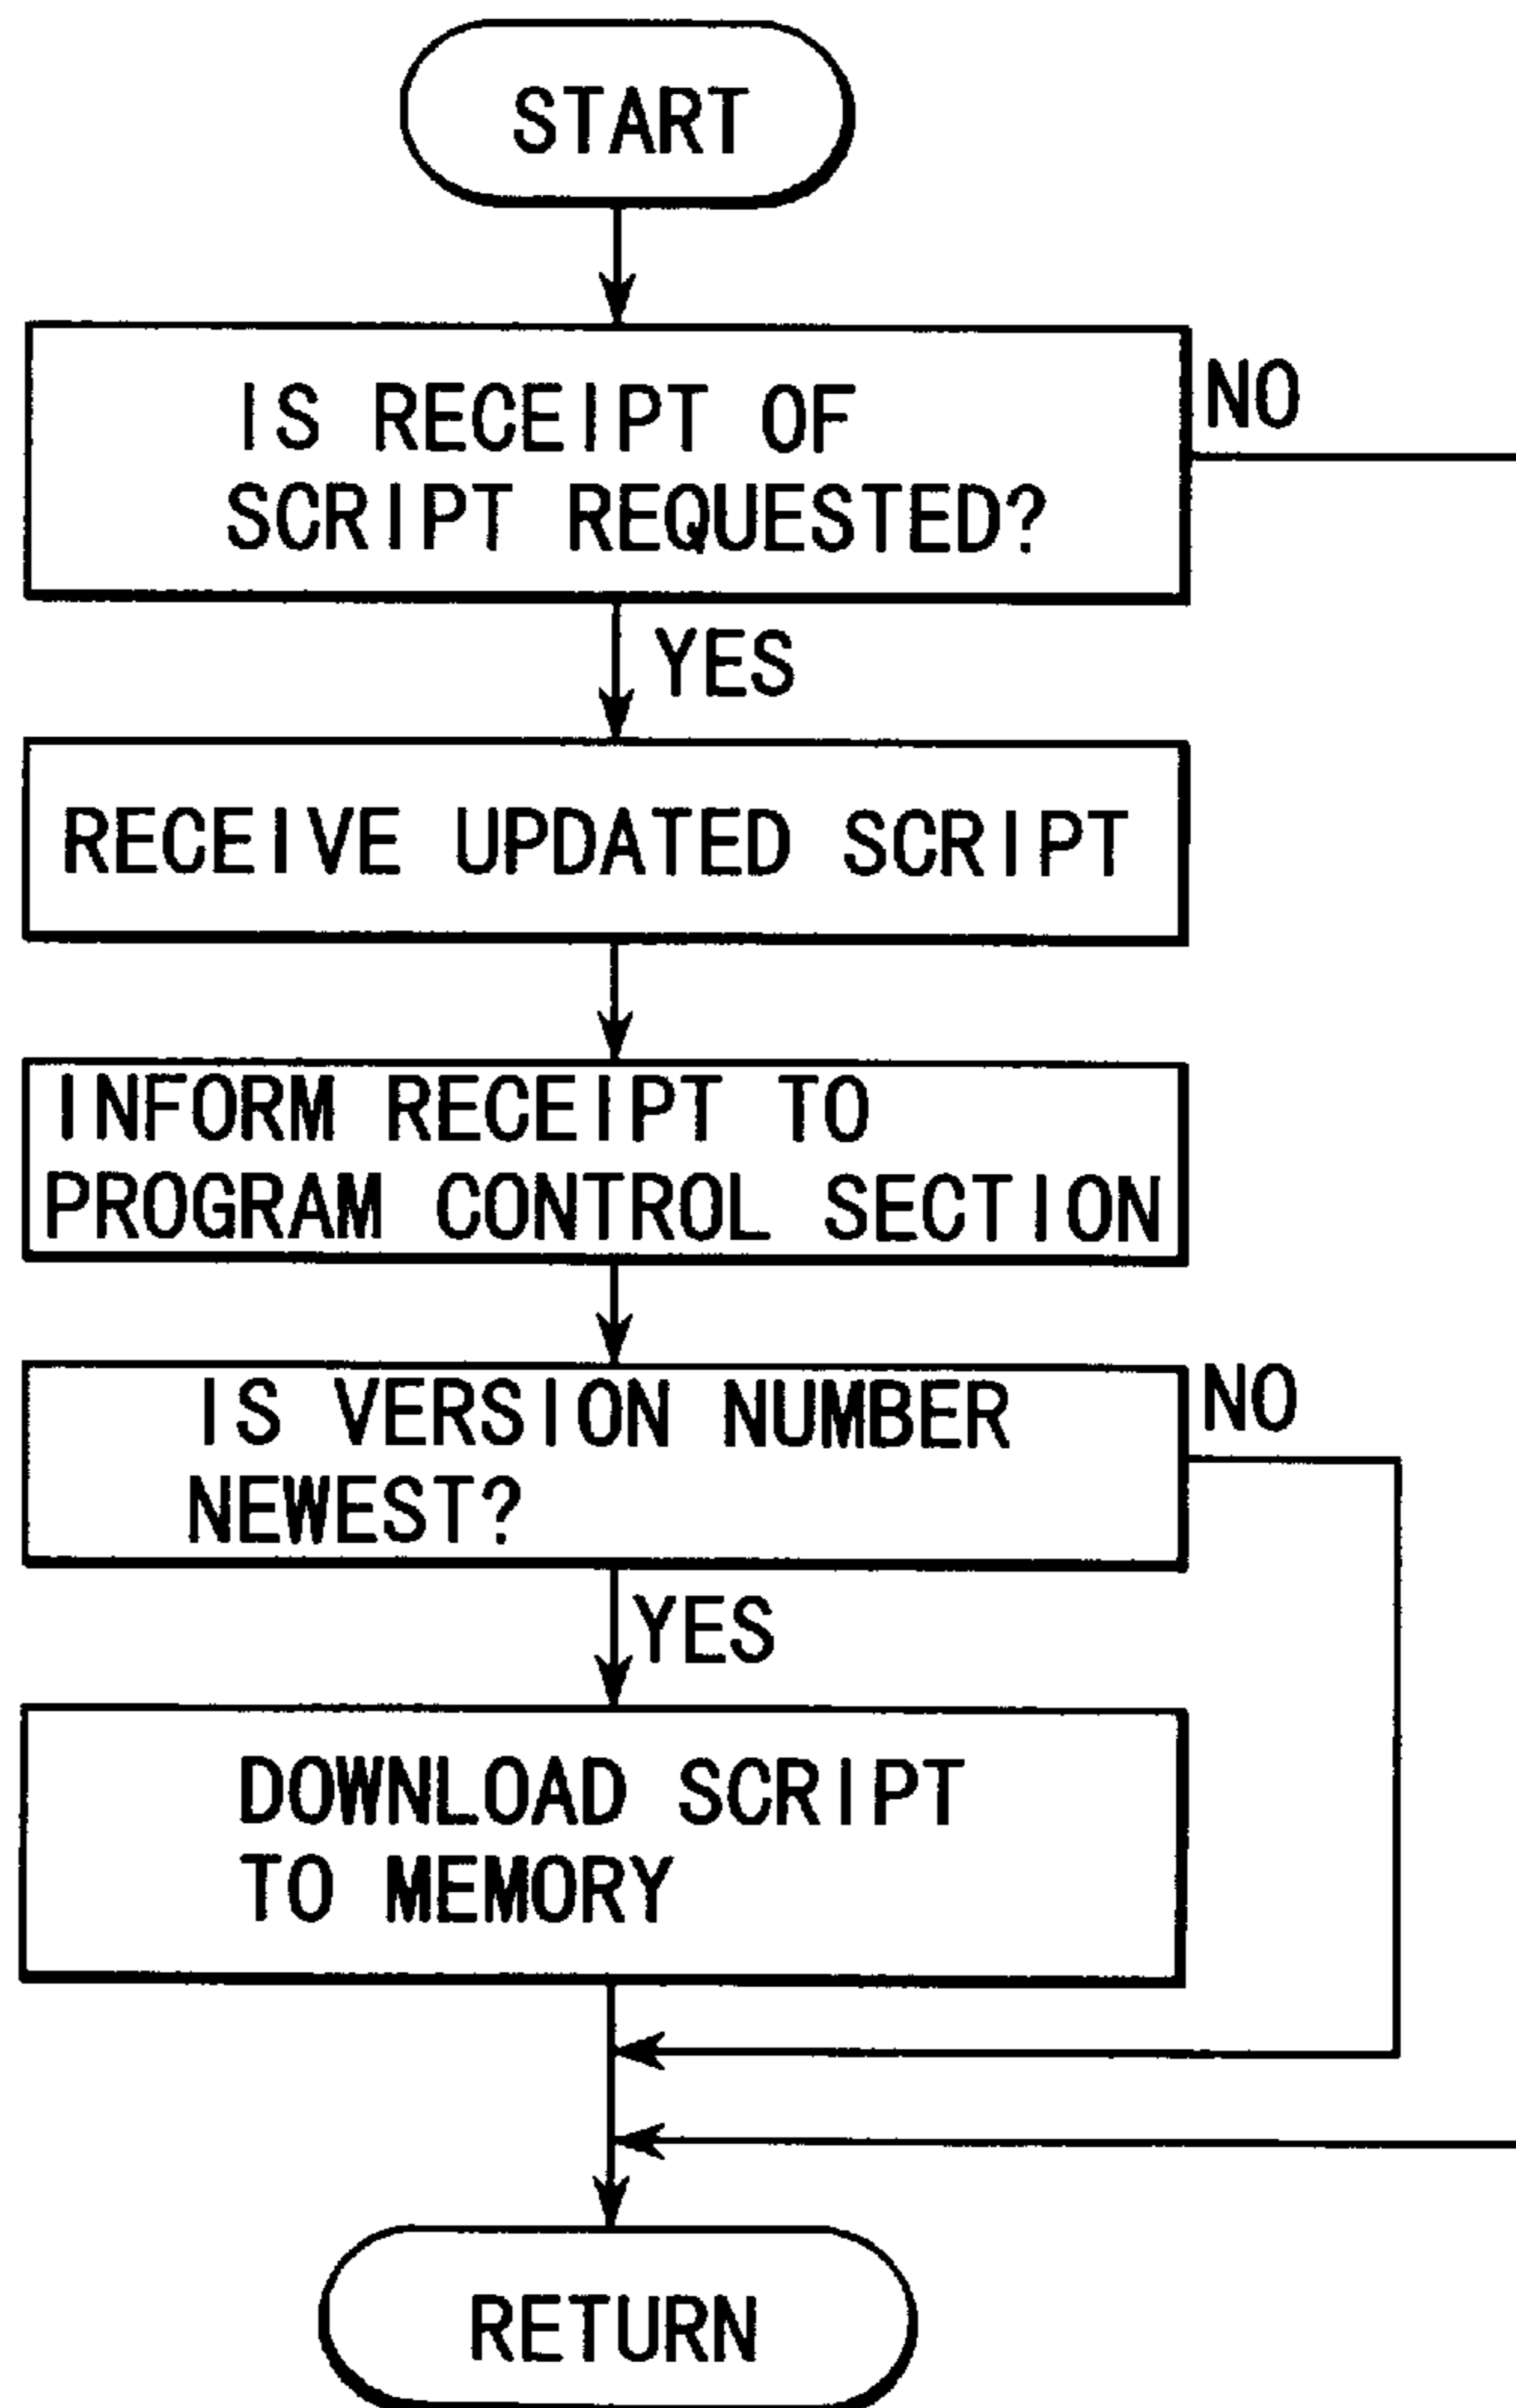 START
IS RECEIPT OF
SCRIPT REQUESTED?
NO
YES
RECEIVE UPDATED SCRIPT
INFORM RECEIPT TO
PROGRAM CONTROL SECTION
IS VERSION NUMBER
NEWEST?
NO
YES
DOWNLOAD SCRIPT
TO MEMORY
RETURN